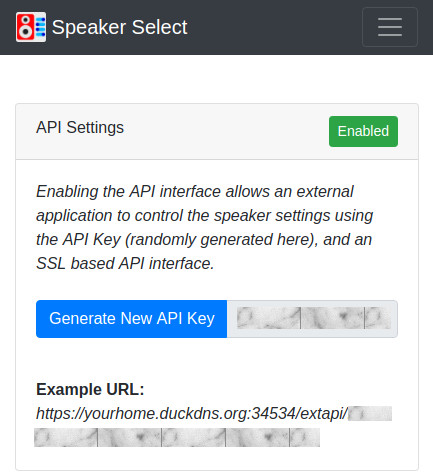 Speaker Select
API Settings
Enabled
Enabling the API interface allows an external
application to control the speaker settings using
the API Key (randomly generated here), and an
SSL based API interface.
Generate New API Key
Example URL:
https://yourhome.duckdns.org:34534/extapi/